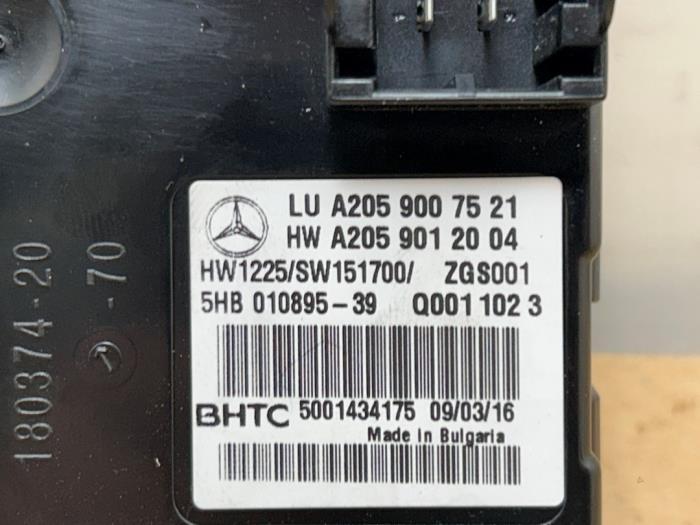 LU A205 900 75 21
HW A205 901 20 04
HW1225/SW151700/ ZGS001
5HB 010895-39 Q001 102 3
BHTC 5001434175 09/03/16
Made in Bulgaria
180374-20
-70